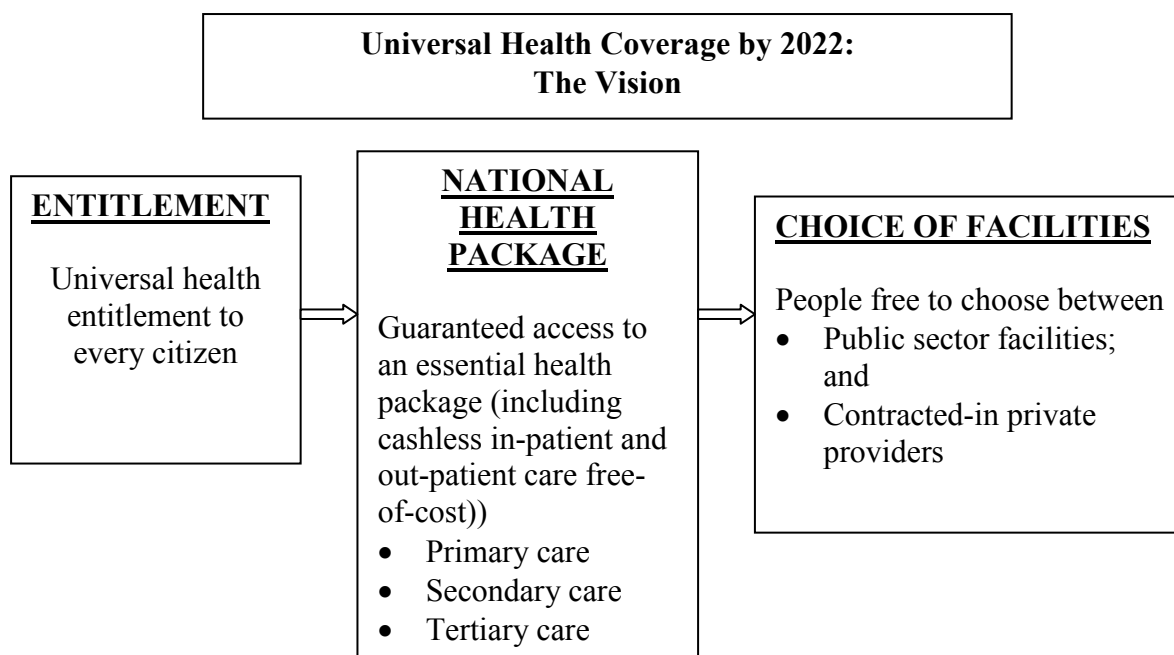 Universal Health Coverage by 2022:
The Vision
ENTITLEMENT
Universal health
entitlement to
every citizen
NATIONAL
HEALTH
PACKAGE
Guaranteed access to
an essential health
package (including
cashless in-patient and
out-patient care free-
of-cost))
• Primary care
• Secondary care
• Tertiary care
CHOICE OF FACILITIES
People free to choose between
• Public sector facilities;
and
• Contracted-in private
providers